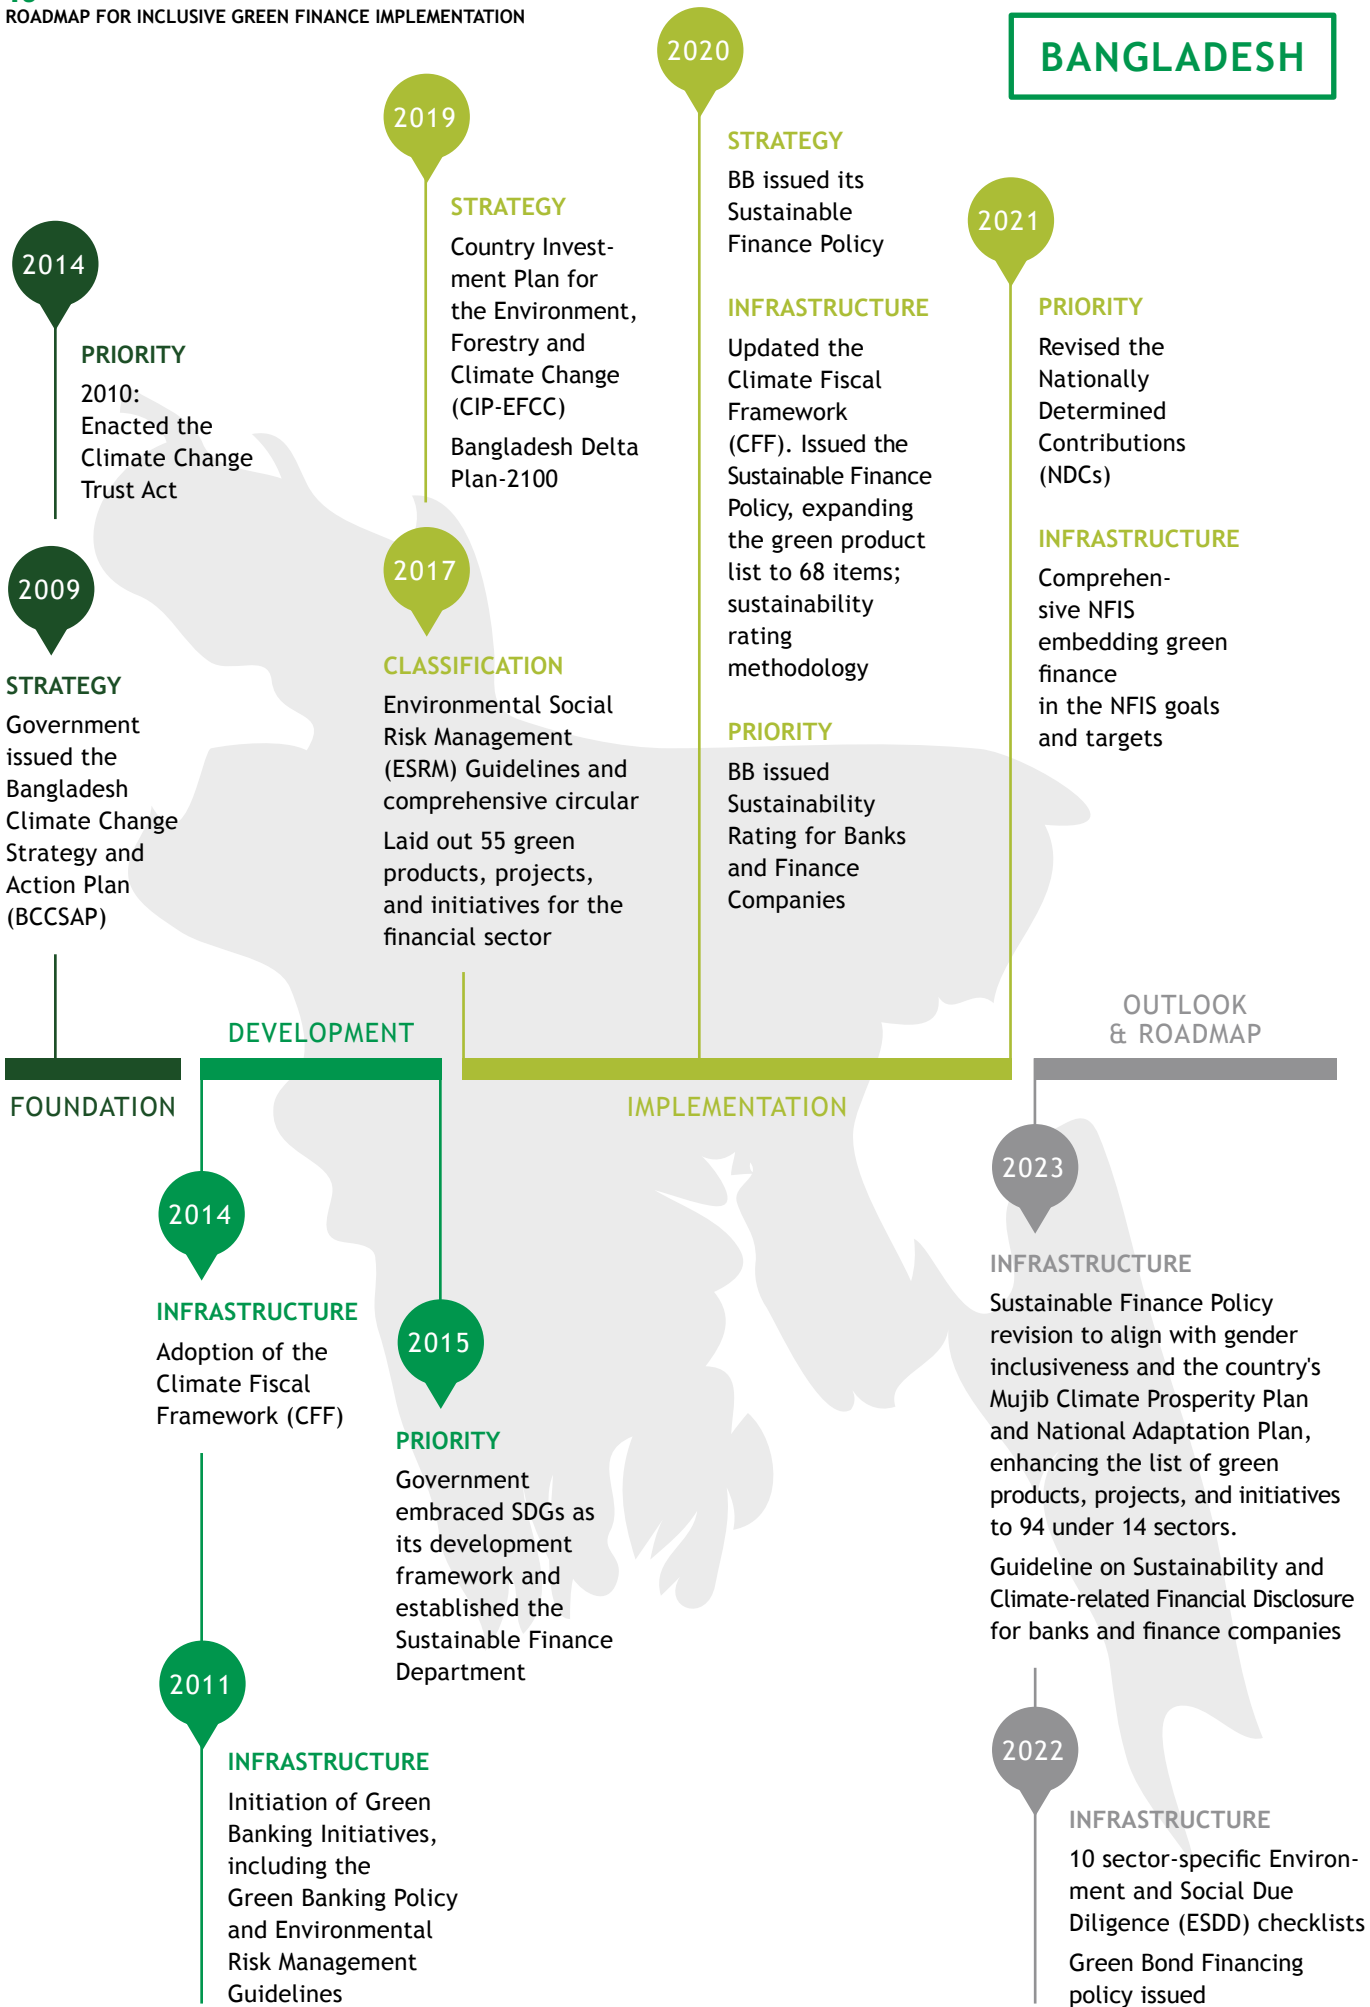 ROADMAP FOR INCLUSIVE GREEN FINANCE IMPLEMENTATION
BANGLADESH
2014
PRIORITY
2010:
Enacted the
Climate Change
Trust Act
2009
STRATEGY
Government
issued the
Bangladesh
Climate Change
Strategy and
Action Plan
(BCCSAP)
2019
STRATEGY
Country Invest-
ment Plan for
the Environment,
Forestry and
Climate Change
(CIP-EFCC)
Bangladesh Delta
Plan-2100
2017
CLASSIFICATION
Environmental Social
Risk Management
(ESRM) Guidelines and
comprehensive circular
Laid out 55 green
products, projects,
and initiatives for the
financial sector
2020
STRATEGY
BB issued its
Sustainable
Finance Policy
INFRASTRUCTURE
Updated the
Climate Fiscal
Framework
(CFF). Issued the
Sustainable Finance
Policy, expanding
the green product
list to 68 items;
sustainability
rating
methodology
PRIORITY
BB issued
Sustainability
Rating for Banks
and Finance
Companies
2021
PRIORITY
Revised the
Nationally
Determined
Contributions
(NDCs)
INFRASTRUCTURE
Comprehen-
sive NFIS
embedding green
finance
in the NFIS goals
and targets
FOUNDATION
DEVELOPMENT
IMPLEMENTATION
OUTLOOK
& ROADMAP
2014
INFRASTRUCTURE
Adoption of the
Climate Fiscal
Framework (CFF)
2011
INFRASTRUCTURE
Initiation of Green
Banking Initiatives,
including the
Green Banking Policy
and Environmental
Risk Management
Guidelines
2015
PRIORITY
Government
embraced SDGs as
its development
framework and
established the
Sustainable Finance
Department
2023
INFRASTRUCTURE
Sustainable Finance Policy
revision to align with gender
inclusiveness and the country's
Mujib Climate Prosperity Plan
and National Adaptation Plan,
enhancing the list of green
products, projects, and initiatives
to 94 under 14 sectors.
Guideline on Sustainability and
Climate-related Financial Disclosure
for banks and finance companies
2022
INFRASTRUCTURE
10 sector-specific Environ-
ment and Social Due
Diligence (ESDD) checklists
Green Bond Financing
policy issued